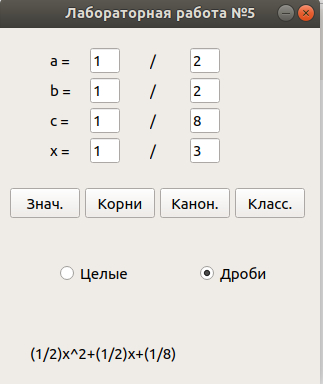 Лабораторная работа №5
a = 1 / 2
b = 1 / 2
c = 1 / 8
x = 1 / 3
Знач. Корни Канон. Класс.
Целые Дроби
(1/2)x^2+(1/2)x+(1/8)